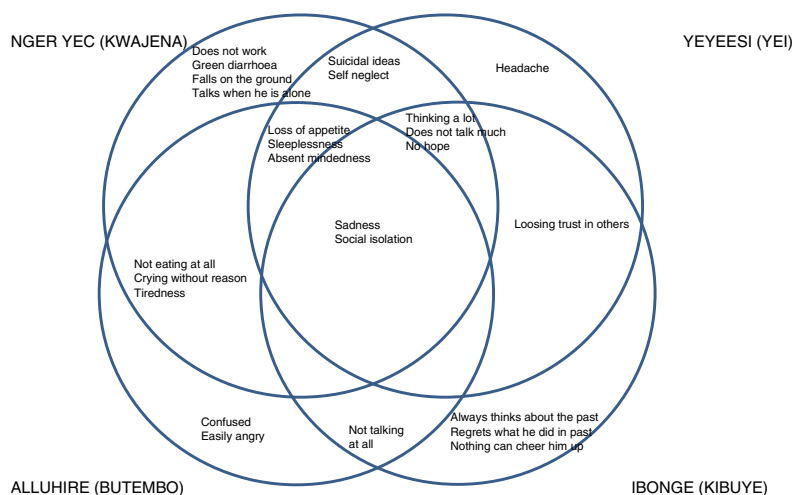 NGER YEC (KWAJENA)
YEYEESI (YEI)
Does not work
Green diarrhoea
Falls on the ground
Talks when he is alone
Suicidal ideas
Self neglect
Headache
Loss of appetite
Sleeplessness
Absent mindedness
Thinking a lot
Does not talk much
No hope
Sadness
Social isolation
Loosing trust in others
Not eating at all
Crying without reason
Tiredness
Confused
Easily angry
Not talking
at all
Always thinks about the past
Regrets what he did in past
Nothing can cheer him up
ALLUHIRE (BUTEMBO)
IBONGE (KIBUYE)